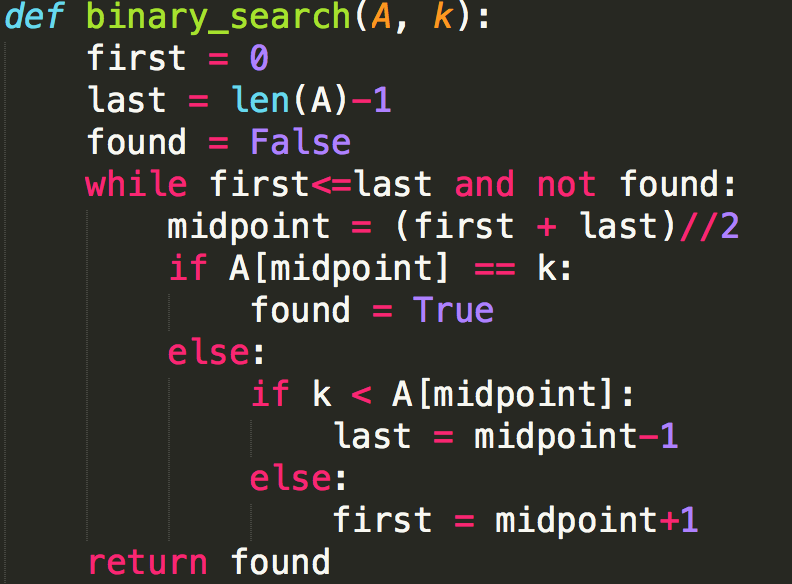 def binary_search(A, k):
    first = 0
    last = len(A)-1
    found = False
    while first<=last and not found:
        midpoint = (first + last)//2
        if A[midpoint] == k:
            found = True
        else:
            if k < A[midpoint]:
                last = midpoint-1
            else:
                first = midpoint+1
    return found